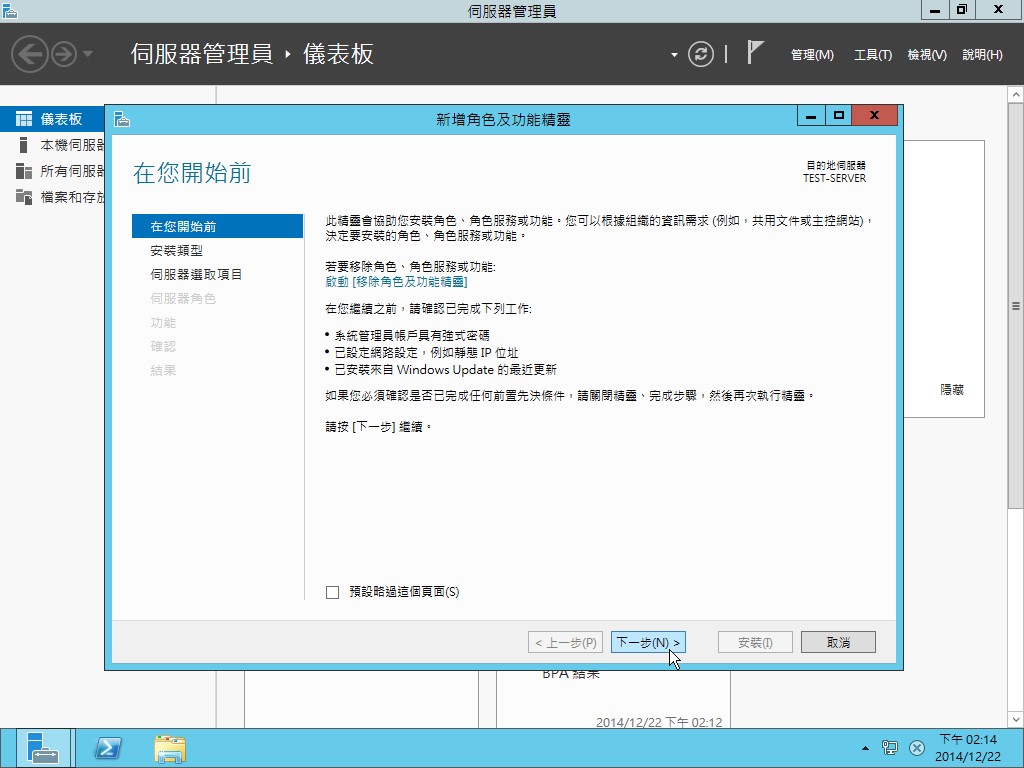 伺服器管理員
伺服器管理員 ‣ 儀表板
管理(M) 工具(T) 檢視(V) 說明(H)
儀表板
本機伺服器
所有伺服器
檔案和存放
新增角色及功能精靈
在您開始前
目的地伺服器
TEST-SERVER
在您開始前
安裝類型
伺服器選取項目
伺服器角色
功能
確認
結果
此精靈會協助您安裝角色、角色服務或功能。您可以根據組織的資訊需求 (例如，共用文件或主控網站)，
決定要安裝的角色、角色服務或功能。
若要移除角色、角色服務或功能:
啟動 [移除角色及功能精靈]
在您繼續之前，請確認已完成下列工作:
• 系統管理員帳戶具有強式密碼
• 已設定網路設定，例如靜態 IP 位址
• 已安裝來自 Windows Update 的最近更新
如果您必須確認是否已完成任何前置先決條件，請關閉精靈、完成步驟，然後再次執行精靈。
請按 [下一步] 繼續。
預設略過這個頁面(S)
< 上一步(P) 下一步(N) > 安裝(I) 取消
隱藏
BPA 結果
2014/12/22 下午 02:12
下午 02:14
2014/12/22